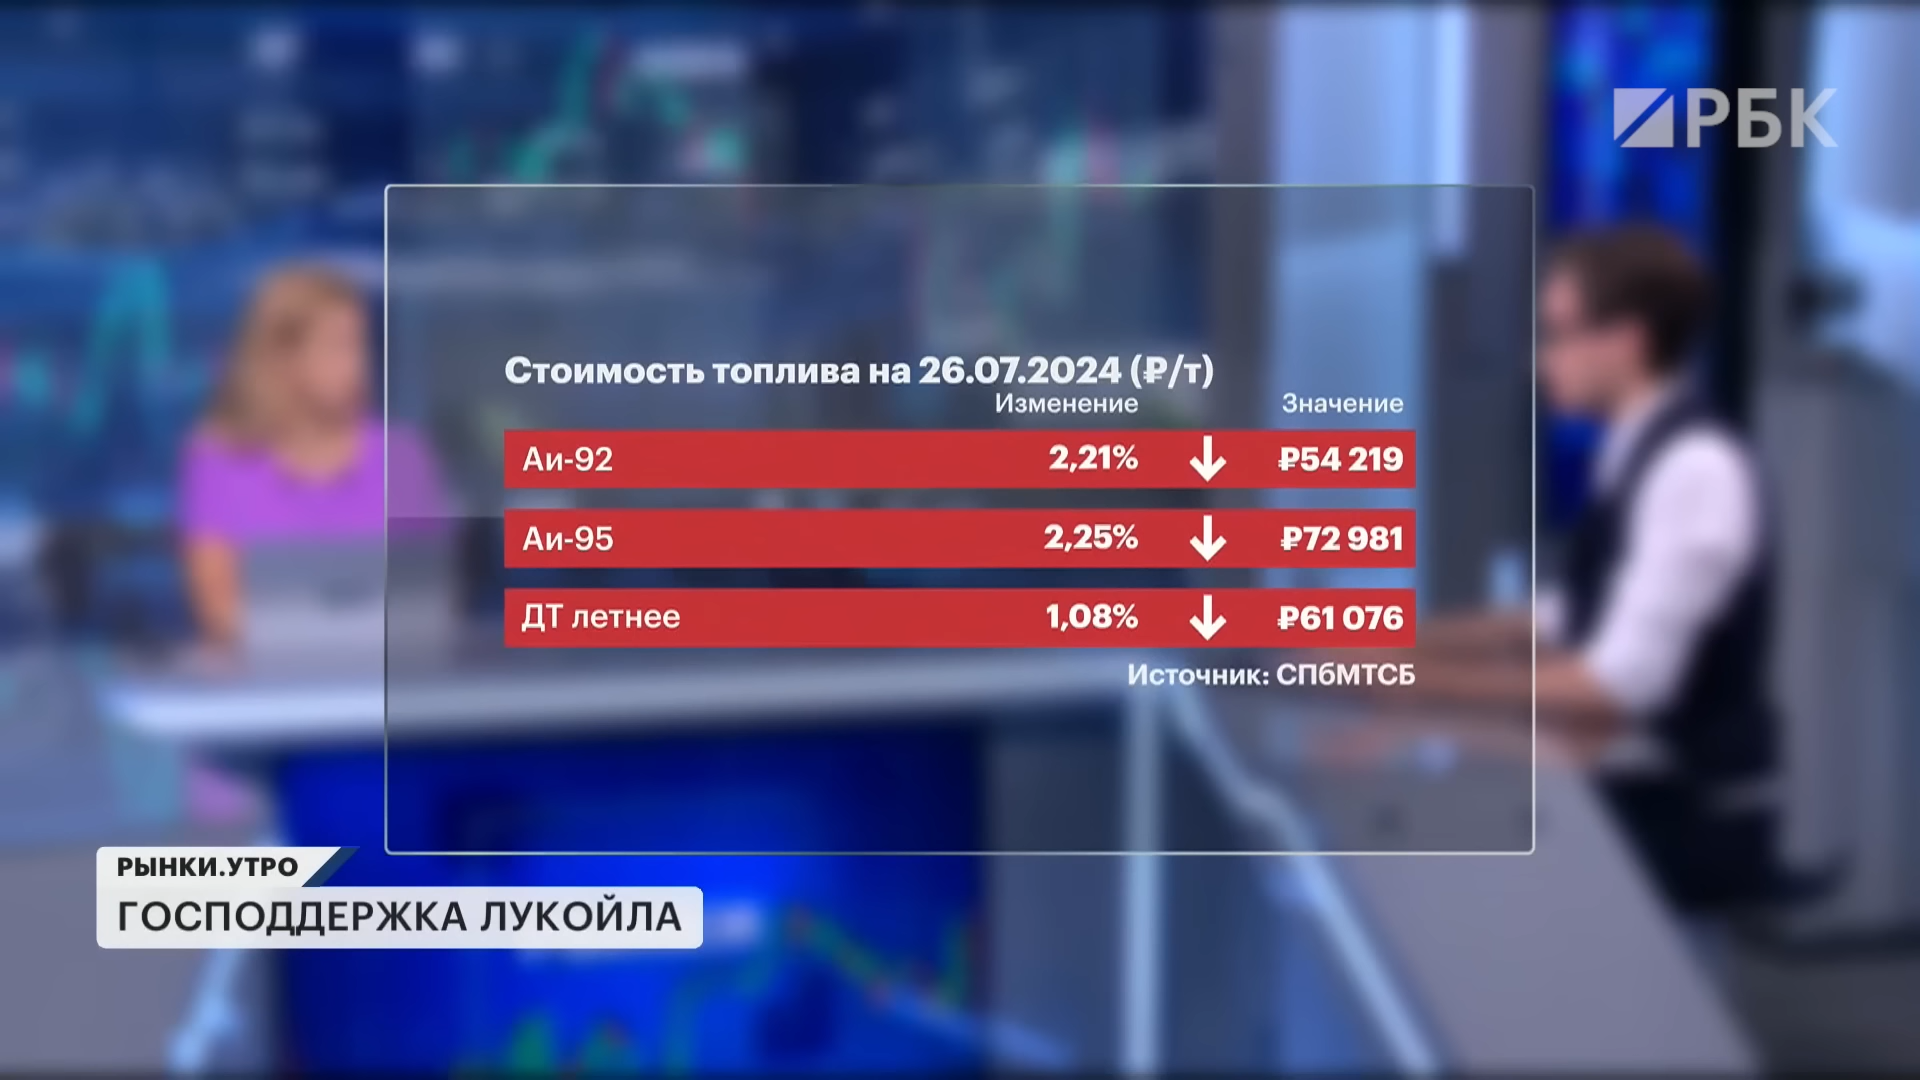 РБК
Стоимость топлива на 26.07.2024 (₽/т)
Изменение Значение
Аи-92 2,21% ↓ ₽54 219
Аи-95 2,25% ↓ ₽72 981
ДТ летнее 1,08% ↓ ₽61 076
Источник: СПбМТСБ
РЫНКИ.УТРО
ГОСПОДДЕРЖКА ЛУКОЙЛА